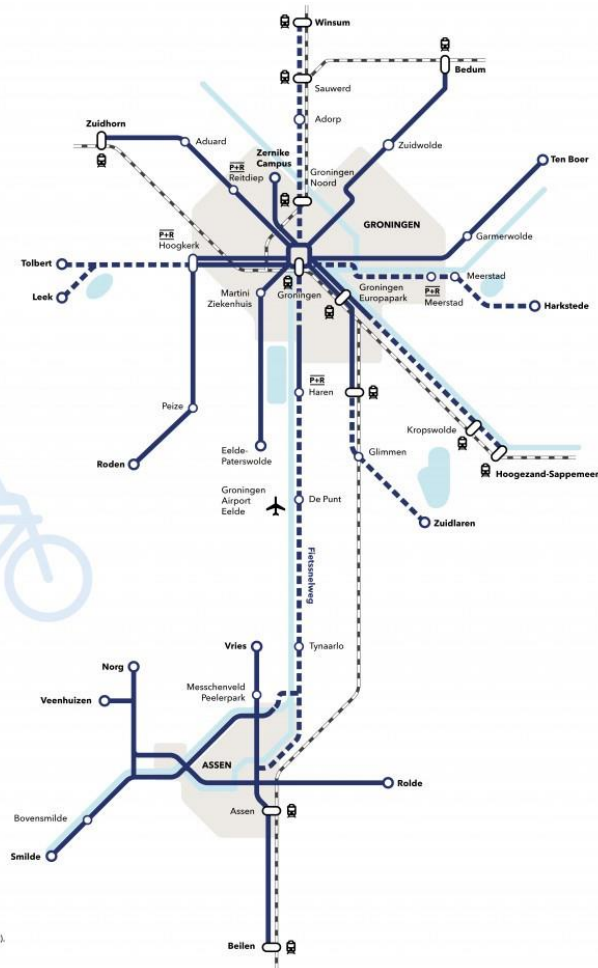 Winsum
Bedum
Sauwerd
Adorp
Zuidhorn
Aduard
Zuidwolde
Zernike
Campus
P+R
Reitdiep
Groningen
Noord
Ten Boer
GRONINGEN
P+R
Hoogkerk
Garmerwolde
Tolbert
Leek
Martini
Ziekenhuis
Groningen
Groningen
Europapark
P+R
Meerstad
Meerstad
Harkstede
P+R
Haren
Peize
Kropswolde
Roden
Eelde-
Paterswolde
Glimmen
Hoogezand-Sappemeer
Groningen
Airport
Eelde
De Punt
Zuidlaren
Fietssnelweg
Vries
Tynaarlo
Norg
Messchenveld
Peelerpark
Veenhuizen
ASSEN
Rolde
Bovensmilde
Assen
Smilde
).
Beilen